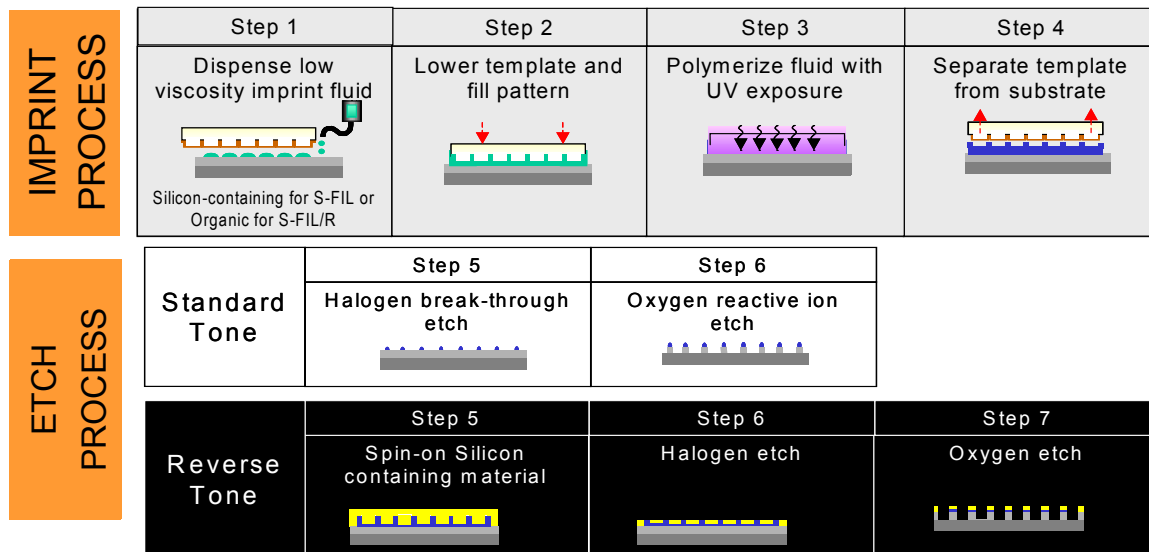 IMPRINT
PROCESS
Step 1
Step 2
Step 3
Step 4
Dispense low
viscosity imprint fluid
Silicon-containing for S-FIL or
Organic for S-FIL/R
Lower template and
fill pattern
Polymerize fluid with
UV exposure
Separate template
from substrate
ETCH
PROCESS
Standard
Tone
Step 5
Step 6
Halogen break-through
etch
Oxygen reactive ion
etch
Reverse
Tone
Step 5
Step 6
Step 7
Spin-on Silicon
containing material
Halogen etch
Oxygen etch